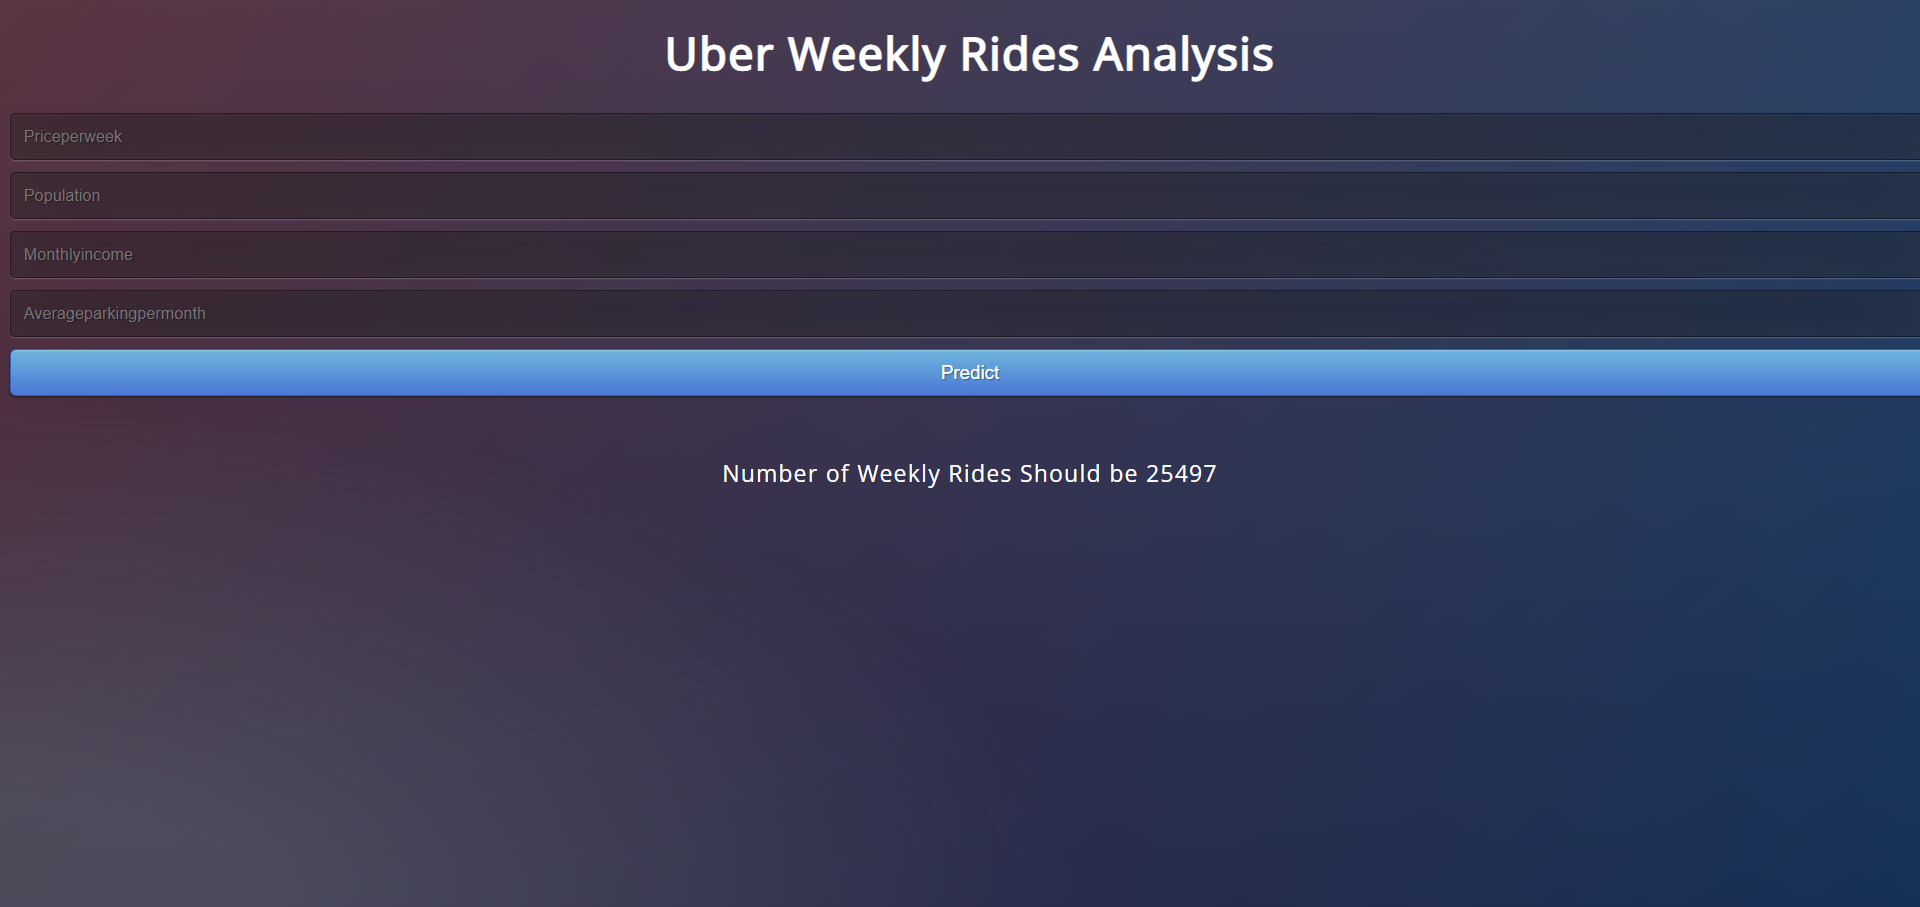 Uber Weekly Rides Analysis
Priceperweek
Population
Monthlyincome
Averageparkingpermonth
Predict
Number of Weekly Rides Should be 25497